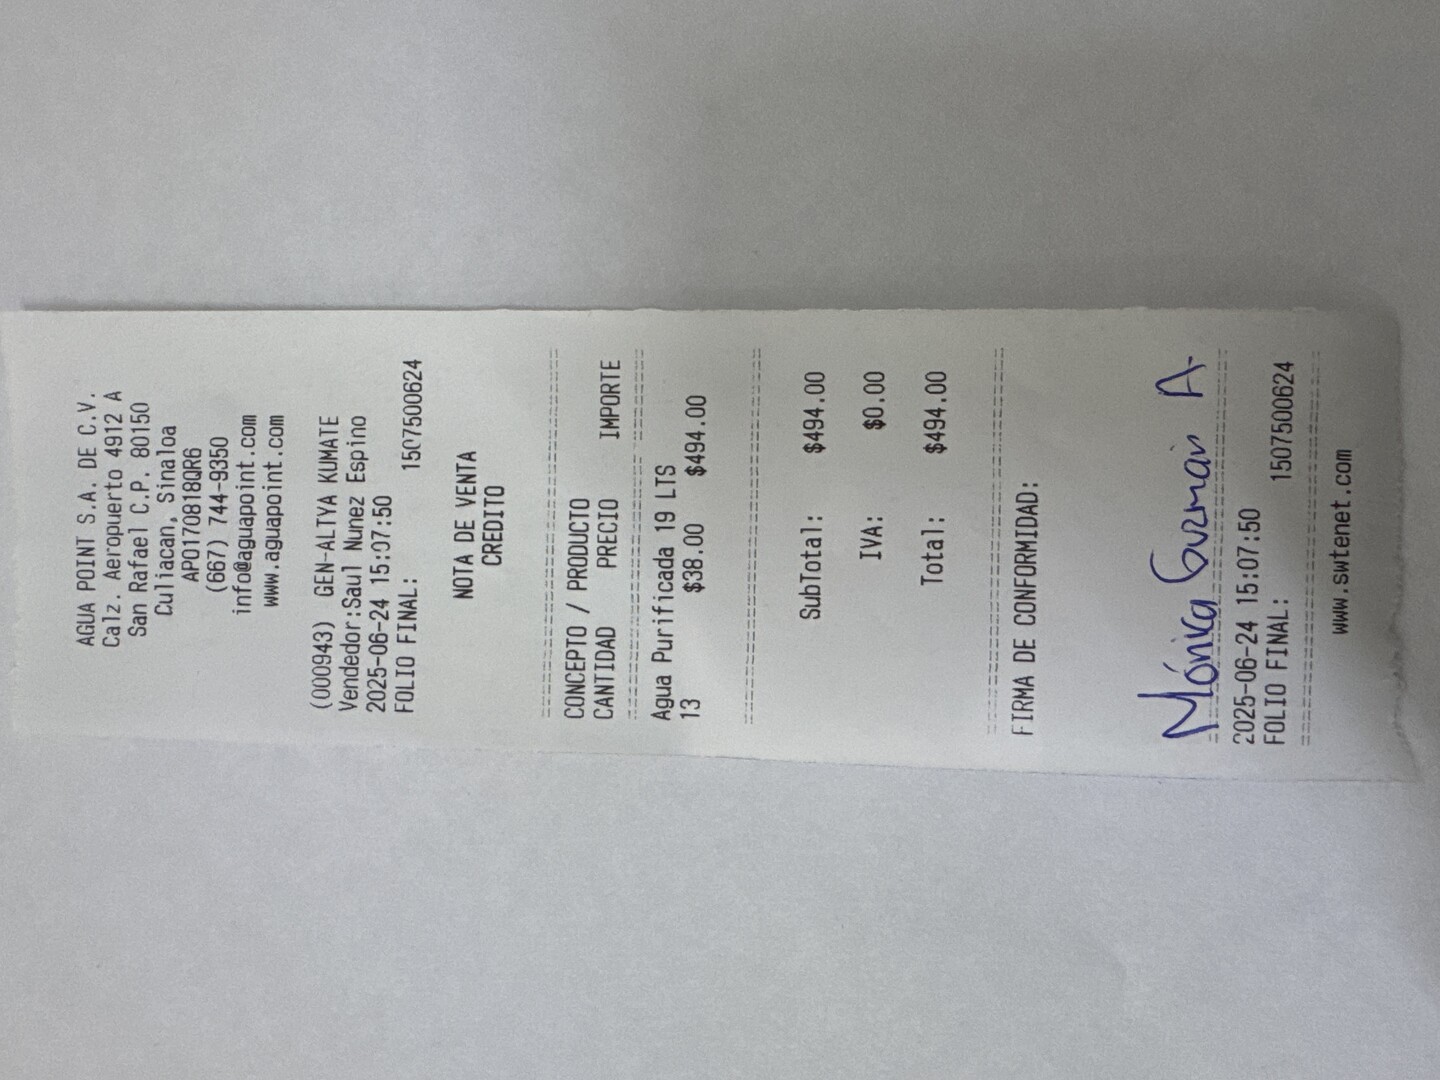 AGUA POINT S.A. DE C.V.
Calz. Aeropuerto 4912 A
San Rafael C.P. 80150
Culiacan, Sinaloa
APO170818QR6
(667) 744-9350
info@aguapoint.com
www.aguapoint.com
(000943) GEN-ALTYA KUMATE
Vendedor:Saul Nunez Espino
2025-06-24 15:07:50
FOLIO FINAL: 1507500624
NOTA DE VENTA
CREDITO
CONCEPTO / PRODUCTO
CANTIDAD PRECIO IMPORTE
Agua Purificada 19 LTS
13 $38.00 $494.00
SubTotal: $494.00
IVA: $0.00
Total: $494.00
FIRMA DE CONFORMIDAD:
Mónica Guzmán A.
2025-06-24 15:07:50
FOLIO FINAL: 1507500624
www.swtenet.com